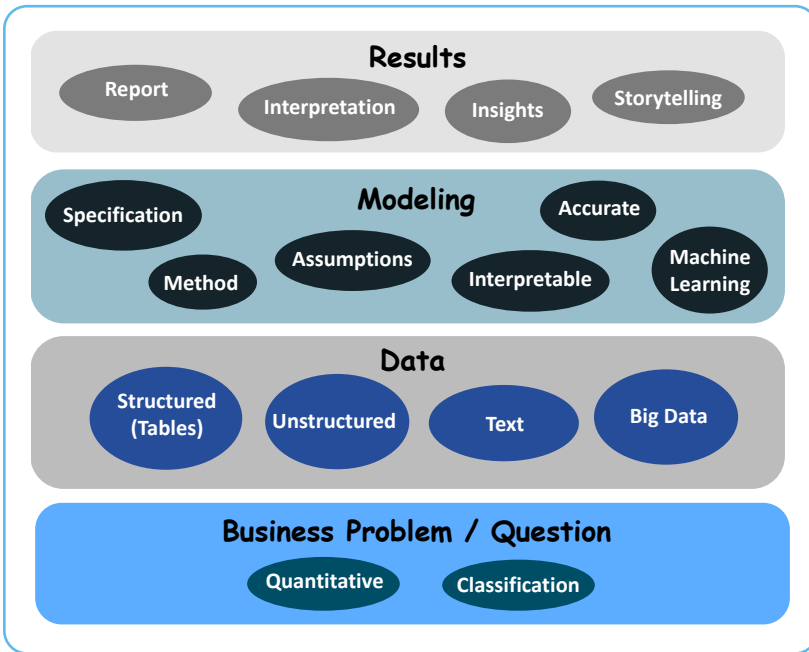 Results
Report
Interpretation
Insights
Storytelling
Modeling
Specification
Method
Assumptions
Interpretable
Accurate
Machine
Learning
Data
Structured
(Tables)
Unstructured
Text
Big Data
Business Problem / Question
Quantitative
Classification